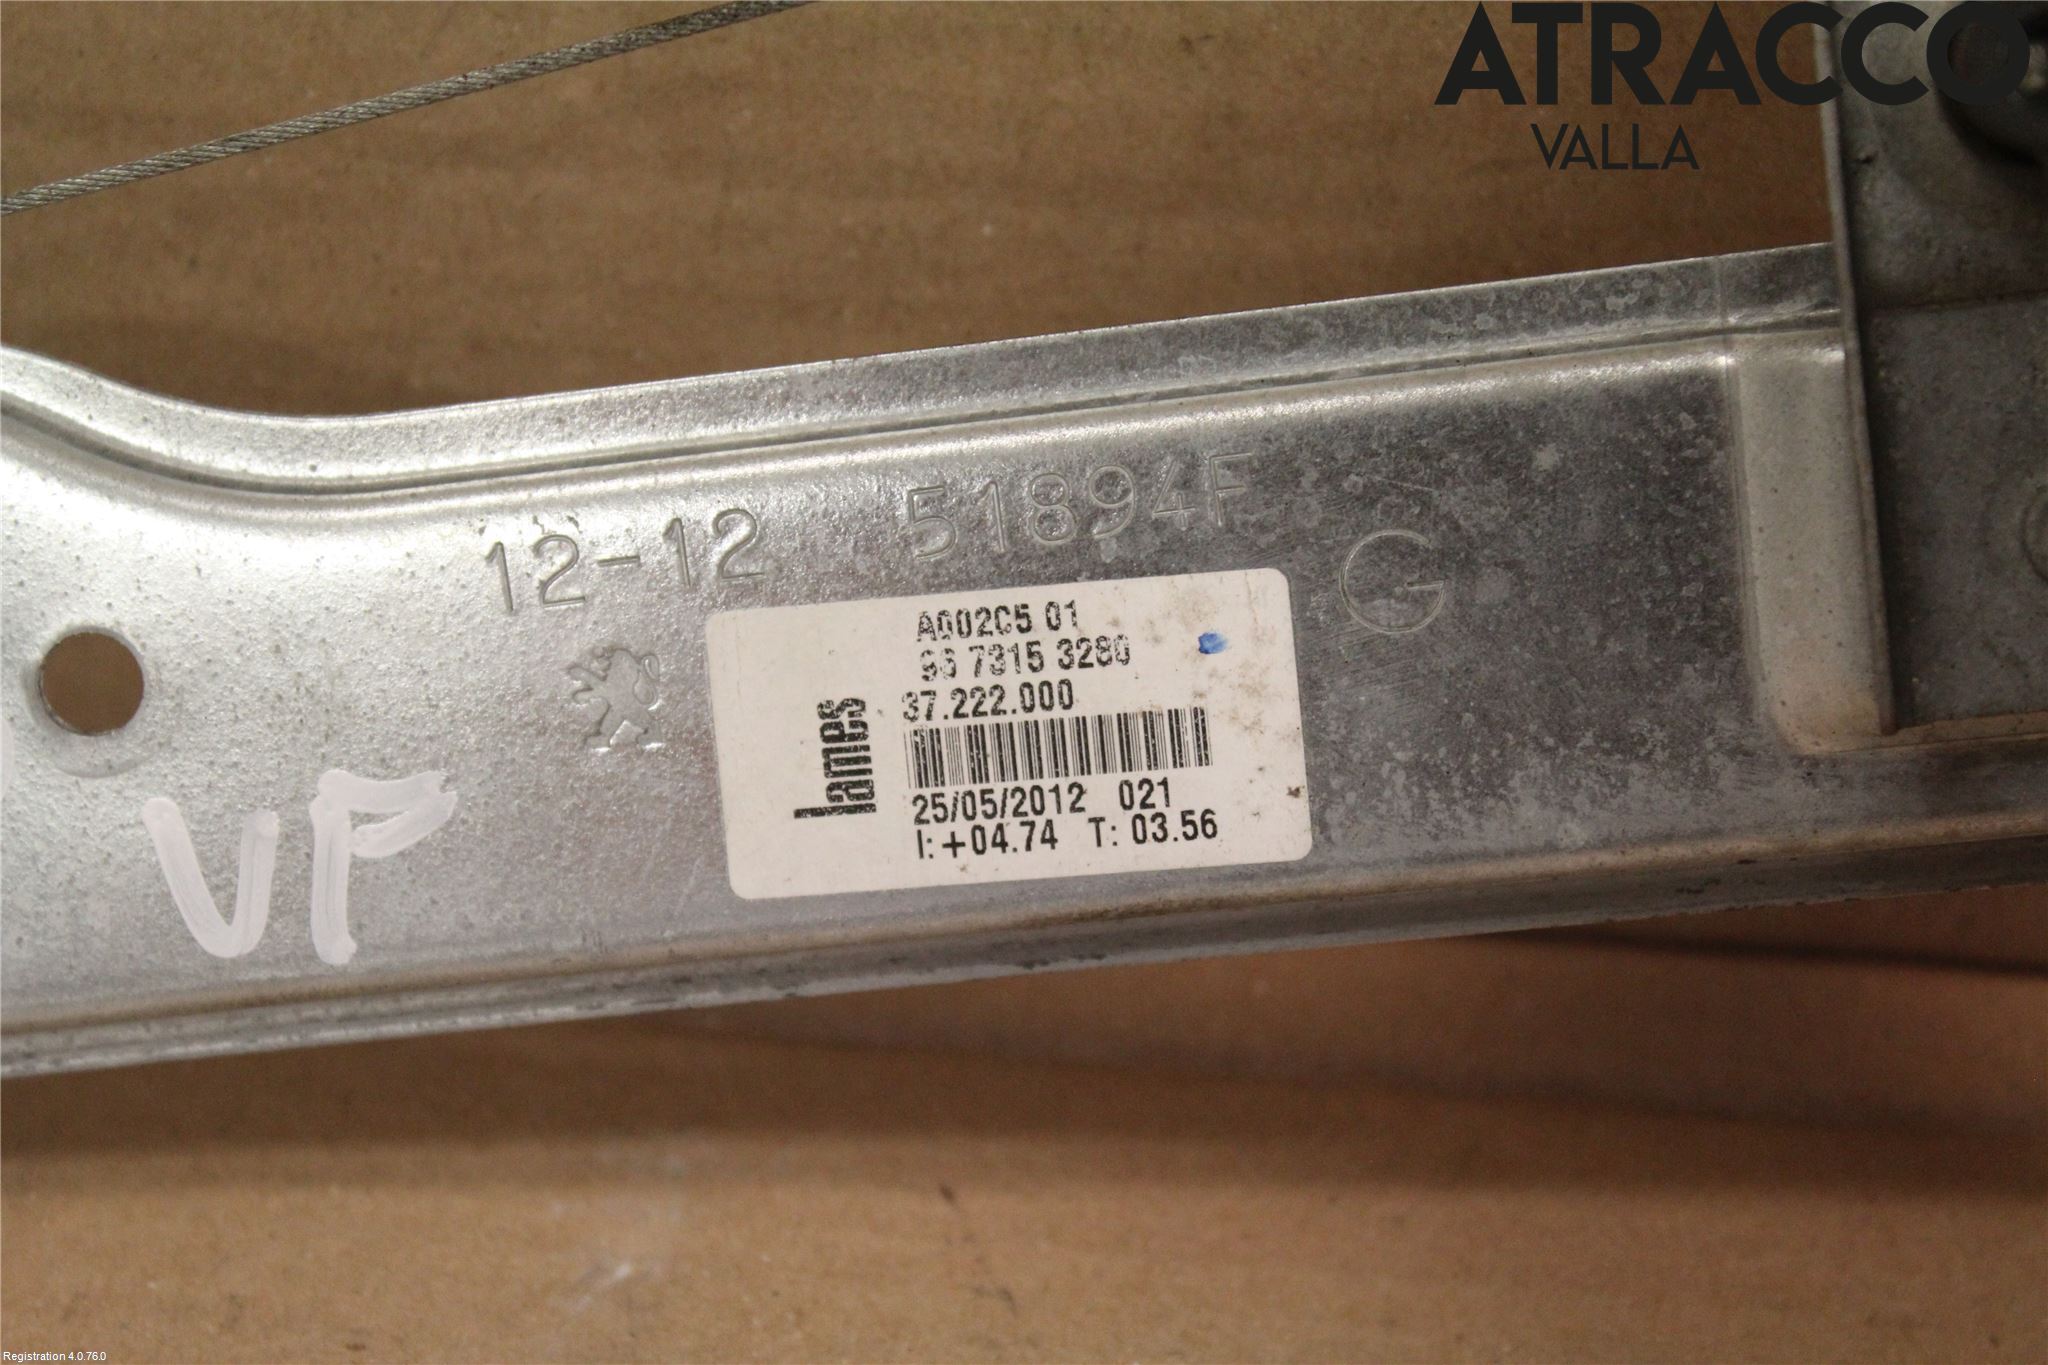 ATRACCO
VALLA
12-12 51894F
G
A002C5 01
96 7315 3280
37.222.000
lames
25/05/2012 021
I: +04.74 T: 03.56
VF
Registration 4.0.76.0